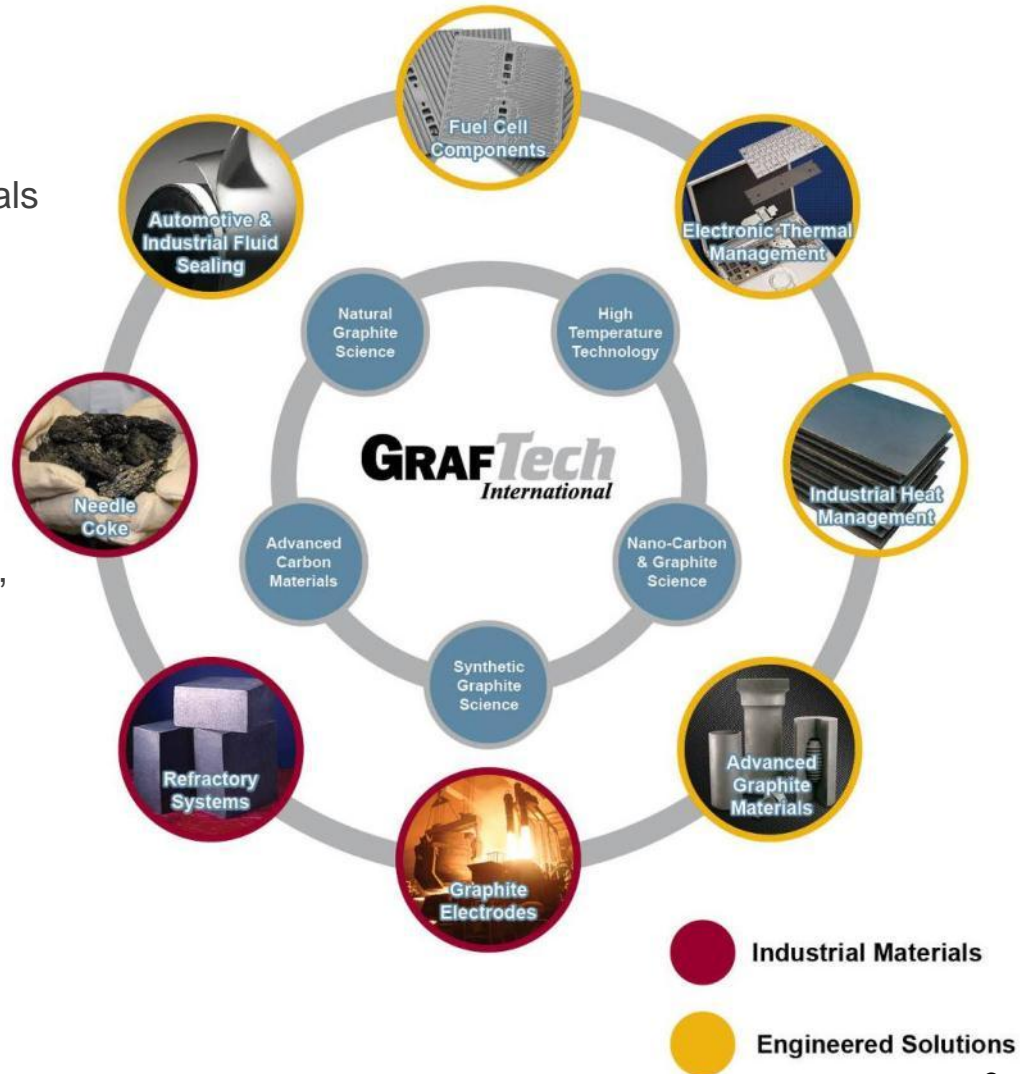 Fuel Cell
Components
als
Automotive &
Industrial Fluid
Sealing
Electronic Thermal
Management
Natural
Graphite
Science
High
Temperature
Technology
GRAFTech
International
Needle
Coke
Industrial Heat
Management
Advanced
Carbon
Materials
Nano-Carbon
& Graphite
Science
,
Synthetic
Graphite
Science
Refractory
Systems
Advanced
Graphite
Materials
Graphite
Electrodes
Industrial Materials
Engineered Solutions